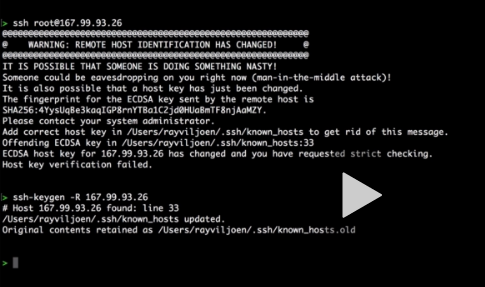 > ssh root@167.99.93.26
@@@@@@@@@@@@@@@@@@@@@@@@@@@@@@@@@@@@@@@@@@@@@@@@@@@@@@@@@@@
@    WARNING: REMOTE HOST IDENTIFICATION HAS CHANGED!     @
@@@@@@@@@@@@@@@@@@@@@@@@@@@@@@@@@@@@@@@@@@@@@@@@@@@@@@@@@@@
IT IS POSSIBLE THAT SOMEONE IS DOING SOMETHING NASTY!
Someone could be eavesdropping on you right now (man-in-the-middle attack)!
It is also possible that a host key has just been changed.
The fingerprint for the ECDSA key sent by the remote host is
SHA256:4YysUqBe3kaqIGP8rnYTBa1C2jd0HUaBmTF8njAaMZY.
Please contact your system administrator.
Add correct host key in /Users/rayviljoen/.ssh/known_hosts to get rid of this message.
Offending ECDSA key in /Users/rayviljoen/.ssh/known_hosts:33
ECDSA host key for 167.99.93.26 has changed and you have requested strict checking.
Host key verification failed.
> ssh-keygen -R 167.99.93.26
# Host 167.99.93.26 found: line 33
/Users/rayviljoen/.ssh/known_hosts updated.
Original contents retained as /Users/rayviljoen/.ssh/known_hosts.old
>